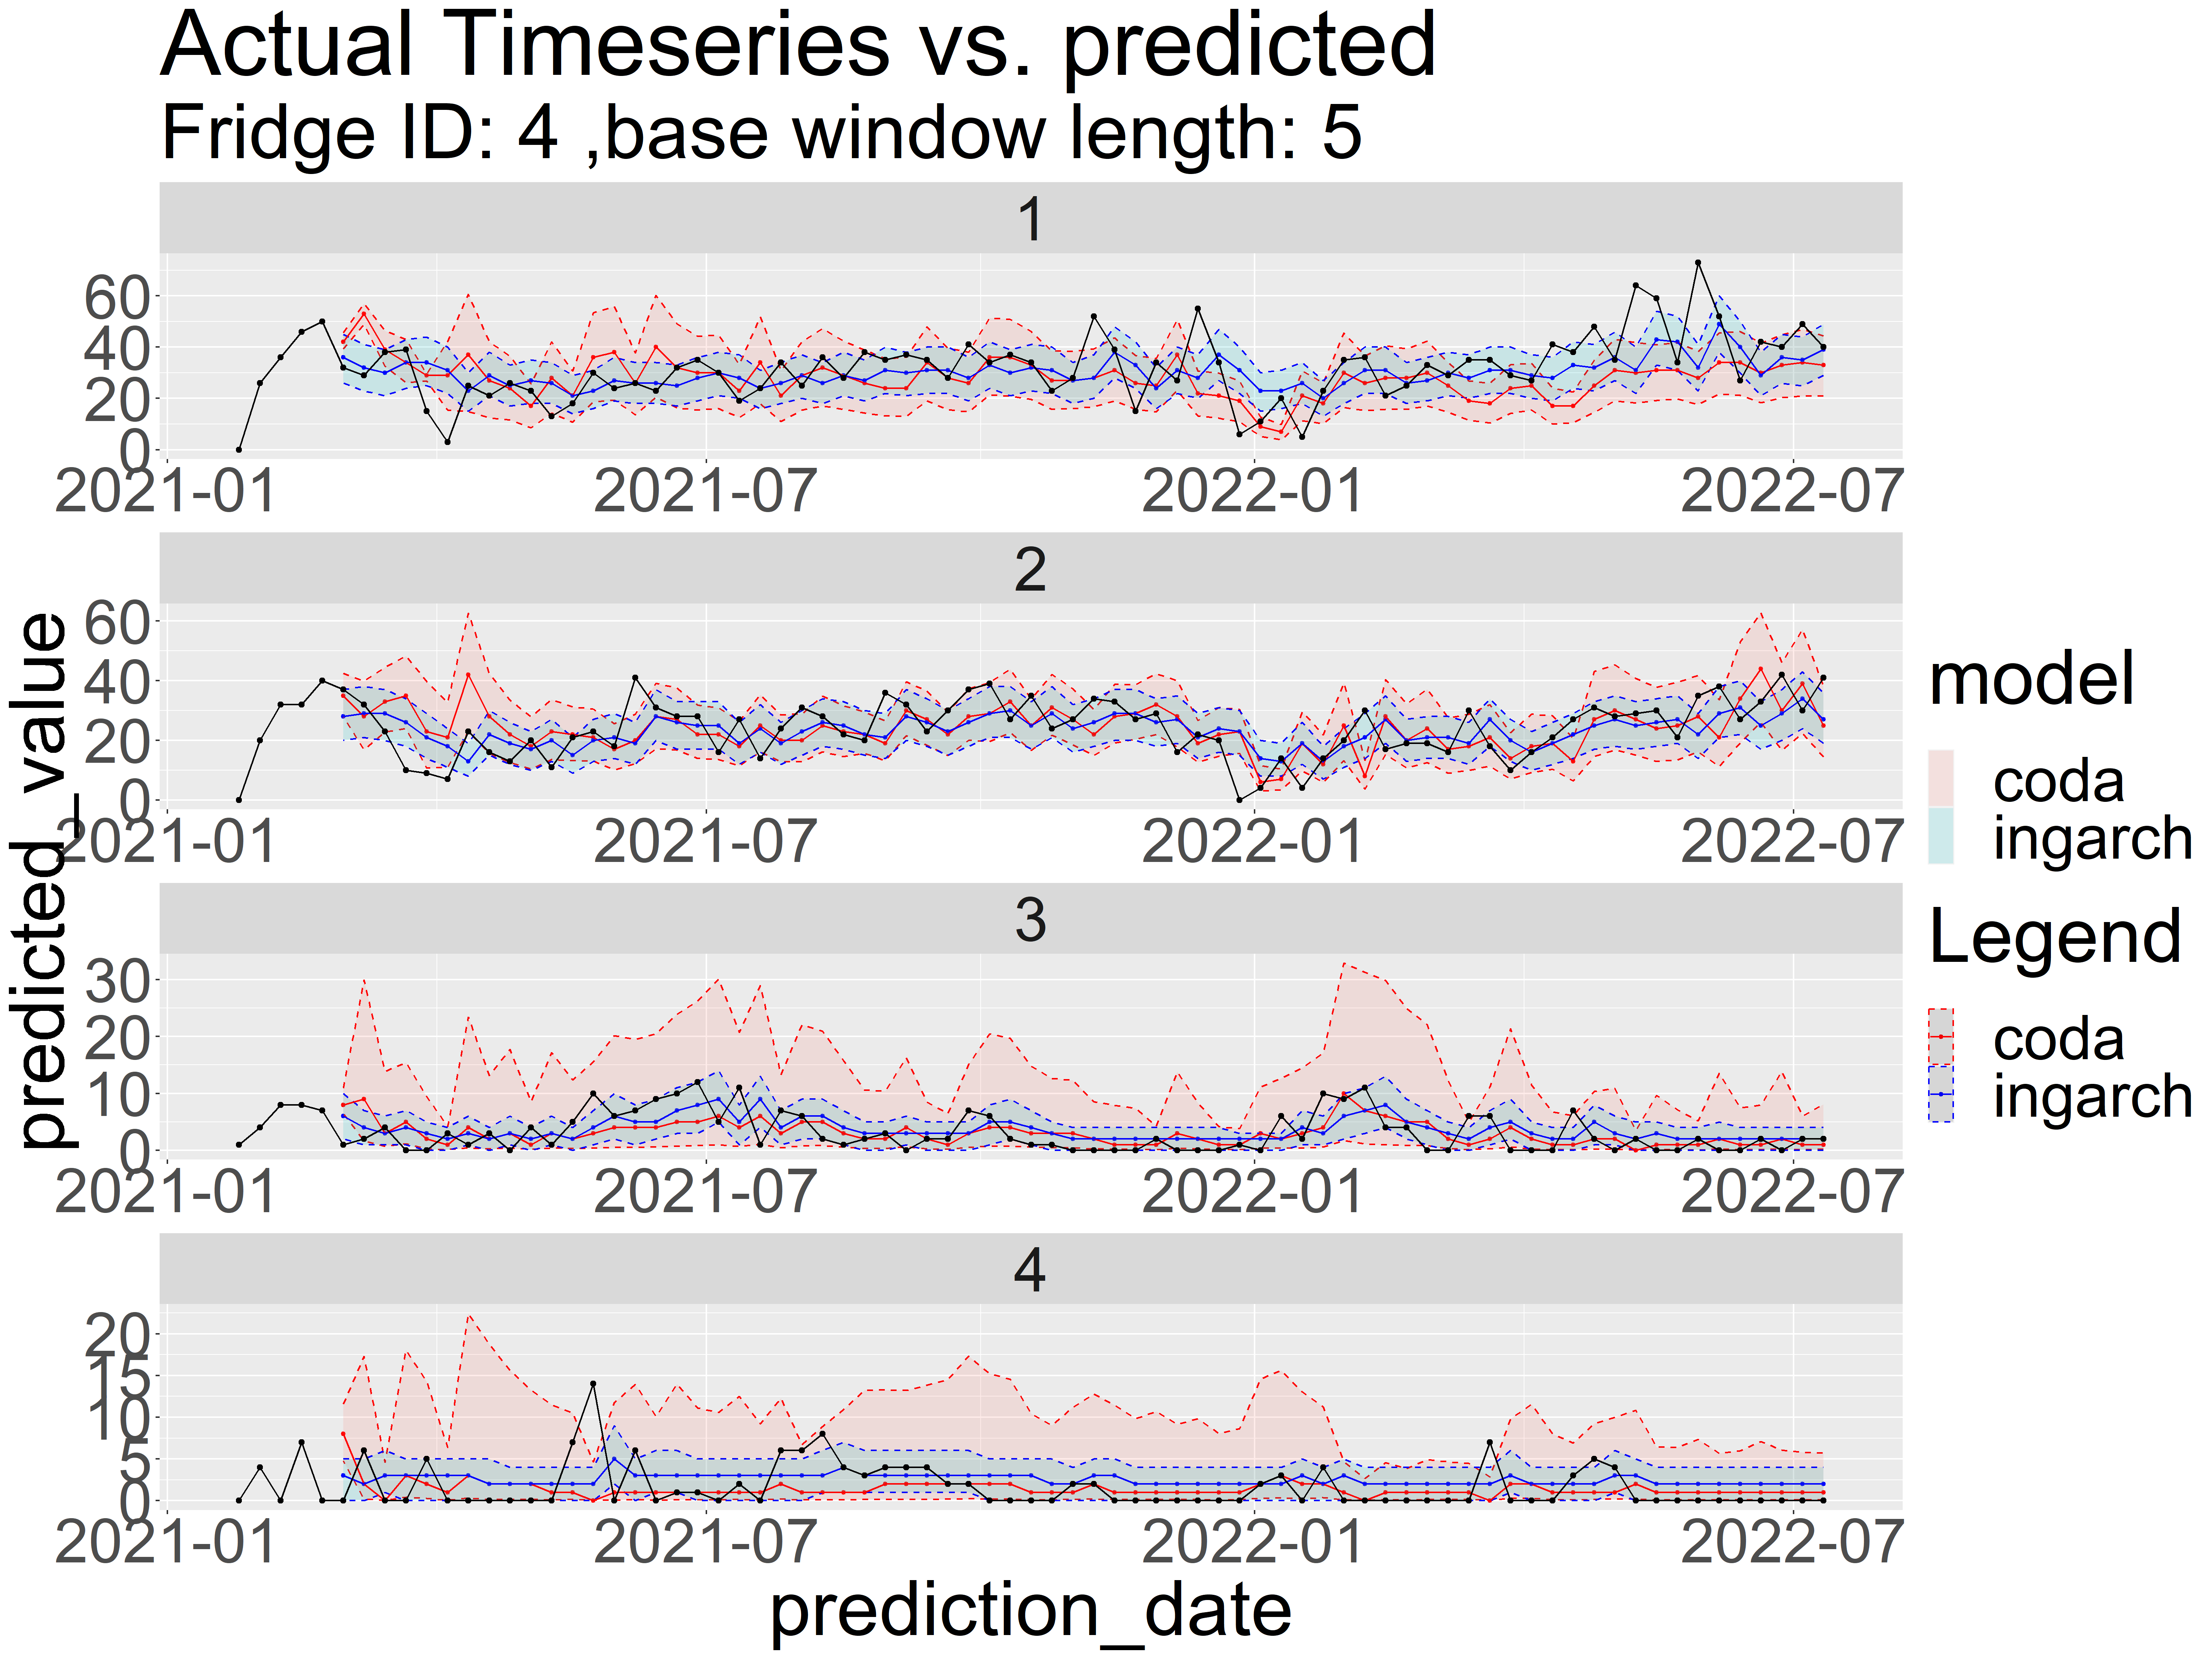 Actual Timeseries vs. predicted
Fridge ID: 4 ,base window length: 5
predicted_value
1
60
40
20
0
2021-01 2021-07 2022-01 2022-07
2
60
40
20
0
2021-01 2021-07 2022-01 2022-07
3
30
20
10
0
2021-01 2021-07 2022-01 2022-07
4
20
15
10
5
0
2021-01 2021-07 2022-01 2022-07
prediction_date
model
coda
ingarch
Legend
coda
ingarch